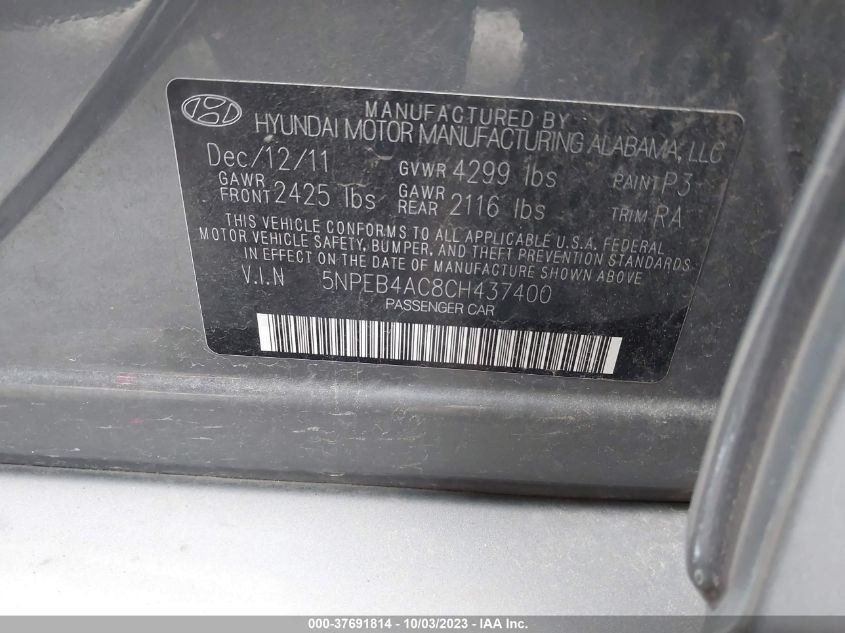 MANUFACTURED BY
HYUNDAI MOTOR MANUFACTURING ALABAMA, LLC
Dec/12/11 GVWR 4299 lbs PAINT P3
GAWR FRONT 2425 lbs GAWR REAR 2116 lbs TRIM RA
THIS VEHICLE CONFORMS TO ALL APPLICABLE U.S.A. FEDERAL
MOTOR VEHICLE SAFETY, BUMPER, AND THEFT PREVENTION STANDARDS
IN EFFECT ON THE DATE OF MANUFACTURE SHOWN ABOVE
V.I.N 5NPEB4AC8CH437400
PASSENGER CAR
000-37691814 - 10/03/2023 - IAA Inc.